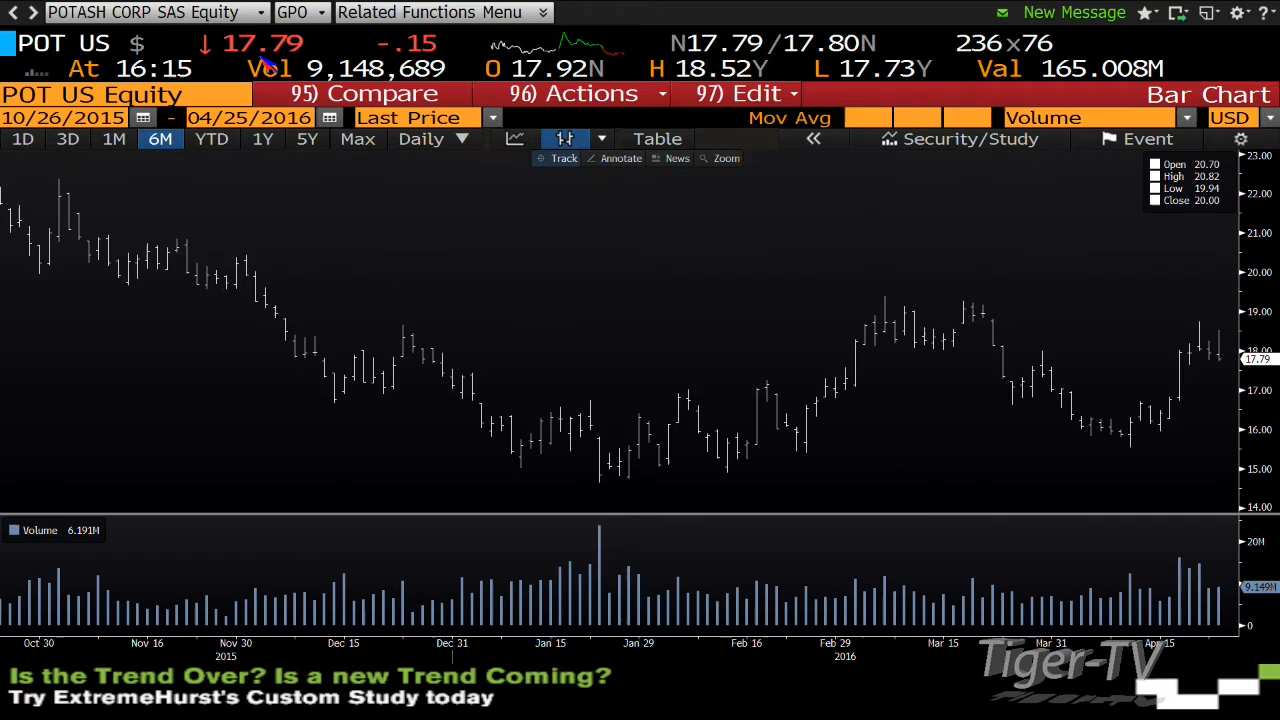 POTASH CORP SAS Equity GPO Related Functions Menu New Message
POT US $ ↓ 17.79 -.15 N17.79 /17.80N 236x76
At 16:15 Vol 9,148,689 O 17.92N H 18.52Y L 17.73Y Val 165.008M
POT US Equity 95) Compare 96) Actions 97) Edit Bar Chart
10/26/2015 - 04/25/2016 Last Price Mov Avg Volume USD
1D 3D 1M 6M YTD 1Y 5Y Max Daily Table Security/Study Event
Track Annotate News Zoom
Open 20.70
High 20.82
Low 19.94
Close 20.00
23.00
22.00
21.00
20.00
19.00
18.00
17.79
17.00
16.00
15.00
14.00
Volume 6.191M
20M
9.149M
0
Oct 30 Nov 16 Nov 30 Dec 15 Dec 31 Jan 15 Jan 29 Feb 16 Feb 29 Mar 15 Mar 31 Apr 15
2015 2016
Is the Trend Over? Is a new Trend Coming?
Try ExtremeHurst's Custom Study today
Tiger-TV